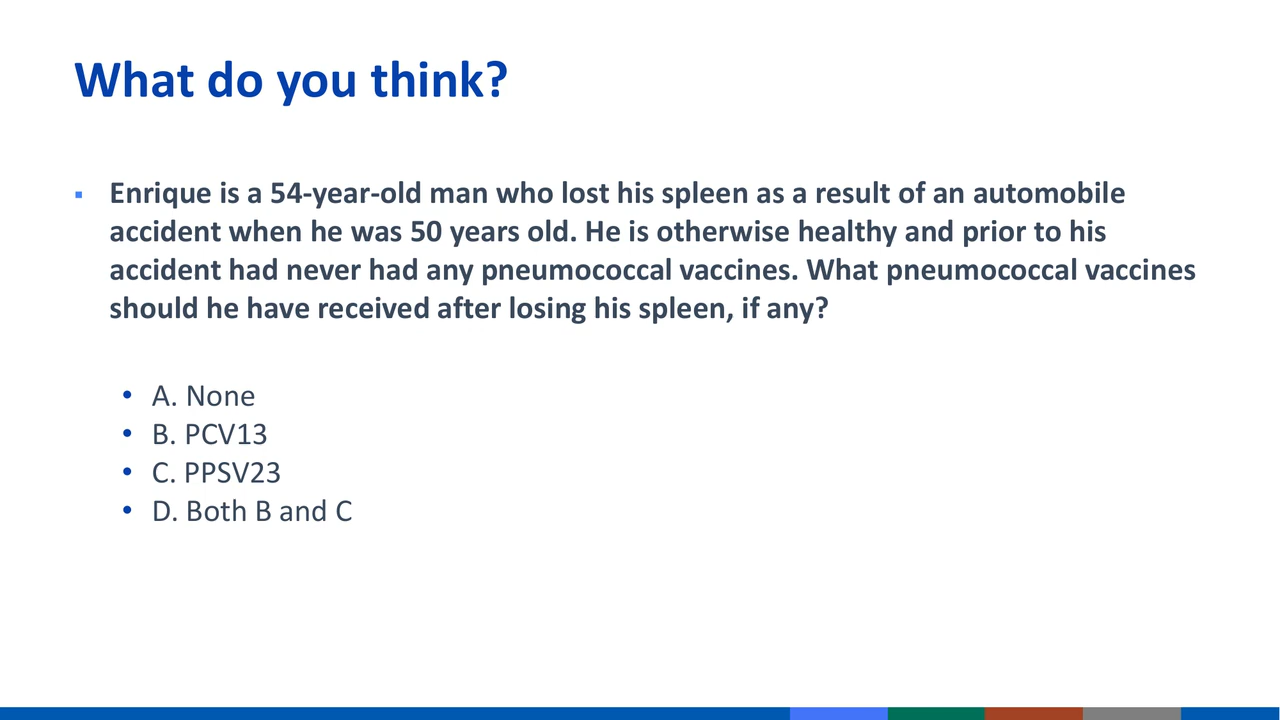 What do you think?
▪ Enrique is a 54-year-old man who lost his spleen as a result of an automobile
accident when he was 50 years old. He is otherwise healthy and prior to his
accident had never had any pneumococcal vaccines. What pneumococcal vaccines
should he have received after losing his spleen, if any?
• A. None
• B. PCV13
• C. PPSV23
• D. Both B and C